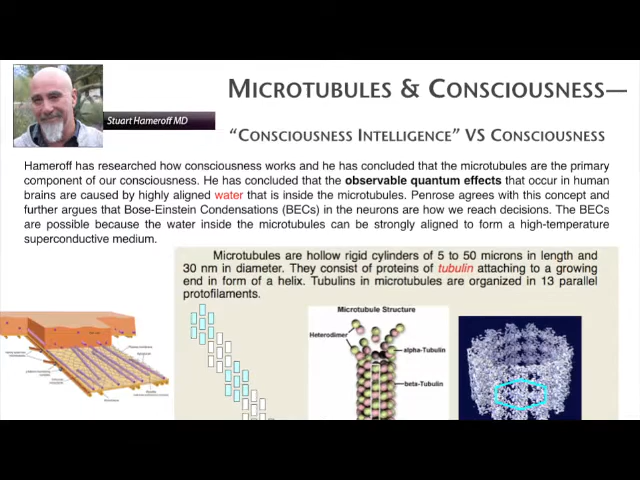 MICROTUBULES & CONSCIOUSNESS—
Stuart Hameroff MD
“CONSCIOUSNESS INTELLIGENCE” VS CONSCIOUSNESS
Hameroff has researched how consciousness works and he has concluded that the microtubules are the primary
component of our consciousness. He has concluded that the observable quantum effects that occur in human
brains are caused by highly aligned water that is inside the microtubules. Penrose agrees with this concept and
further argues that Bose-Einstein Condensations (BECs) in the neurons are how we reach decisions. The BECs
are possible because the water inside the microtubules can be strongly aligned to form a high-temperature
superconductive medium.
Microtubules are hollow rigid cylinders of 5 to 50 microns in length and
30 nm in diameter. They consist of proteins of tubulin attaching to a growing
end in form of a helix. Tubulins in microtubules are organized in 13 parallel
protofilaments.
Microtubule Structure
Heterodimer
alpha-Tubulin
beta-Tubulin